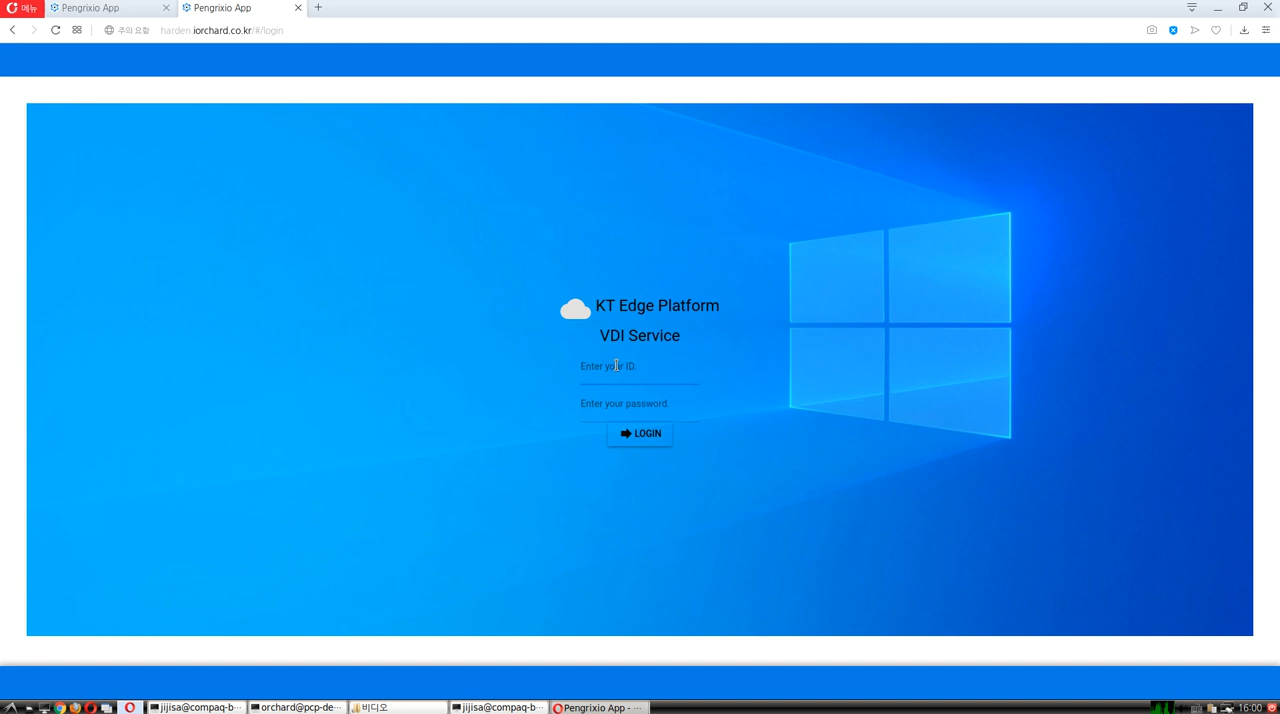 메뉴
Pengrixio App
Pengrixio App
주의 요함
harden.iorchard.co.kr/#/login
KT Edge Platform
VDI Service
Enter your ID.
Enter your password.
LOGIN
jijisa@compaq-b...
orchard@pcp-de...
비디오
jijisa@compaq-b...
Pengrixio App - ...
16:00